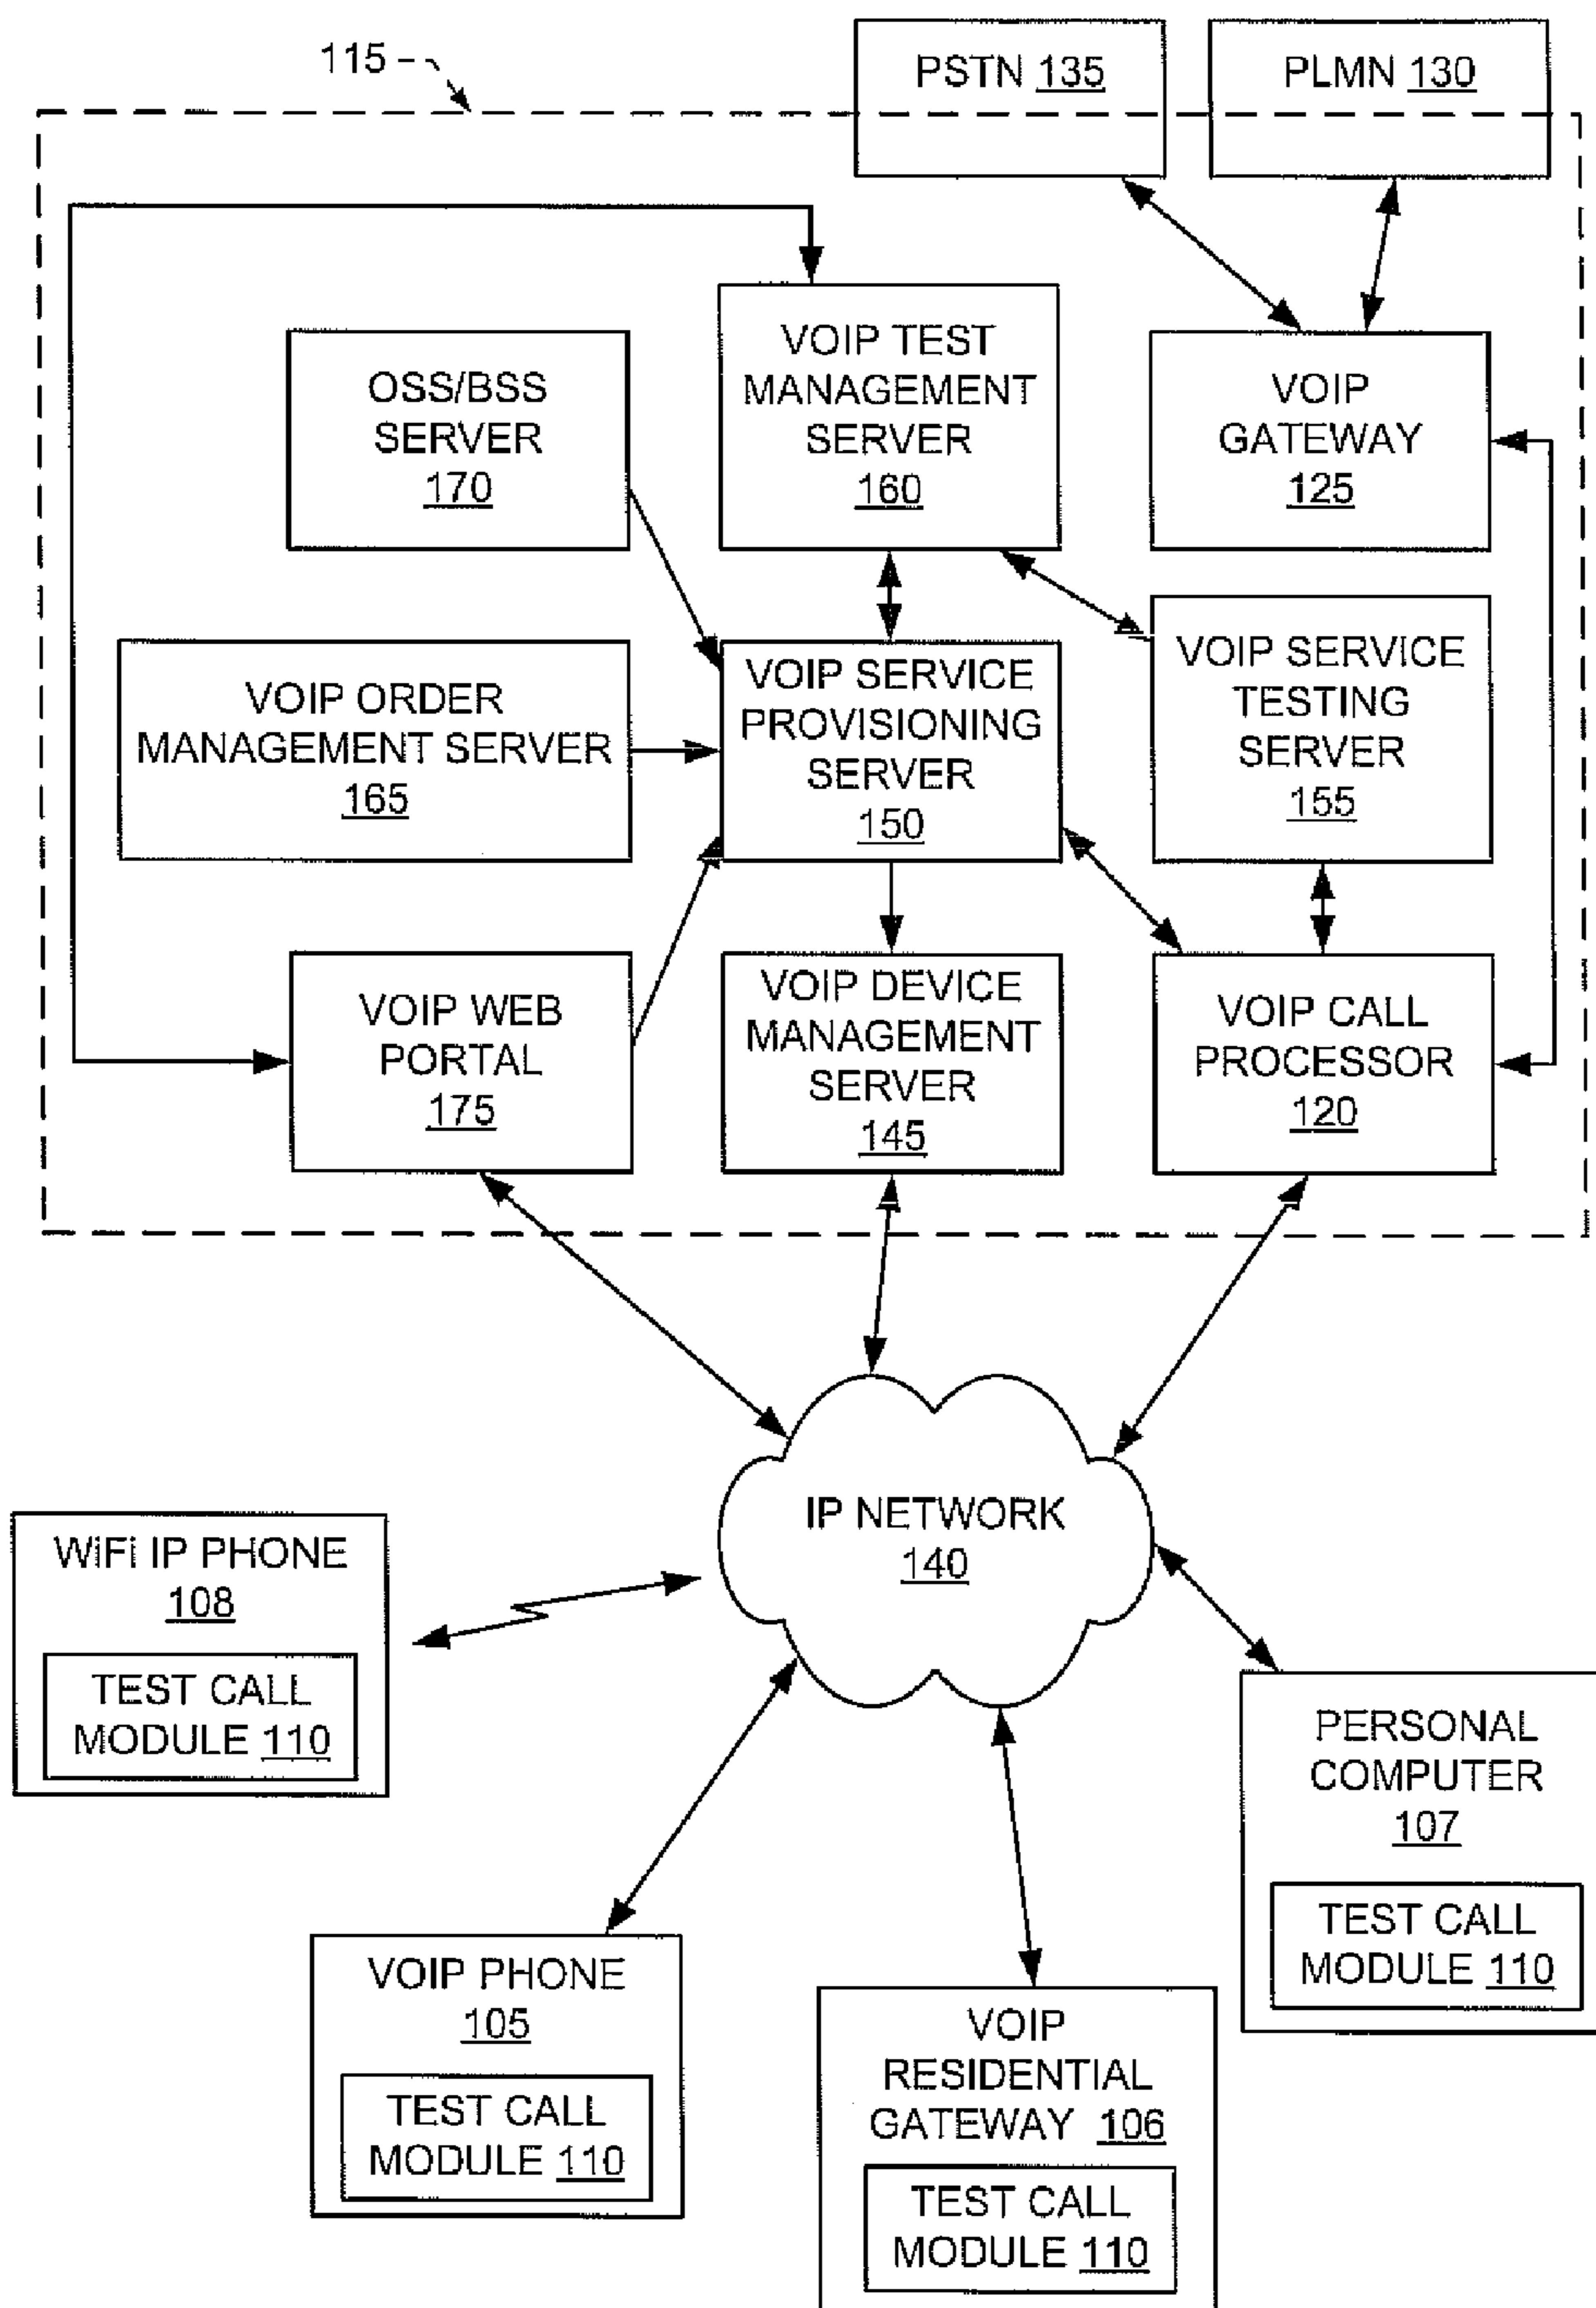 115
PSTN 135
PLMN 130
OSS/BSS
SERVER
170
VOIP TEST
MANAGEMENT
SERVER
160
VOIP
GATEWAY
125
VOIP ORDER
MANAGEMENT SERVER
165
VOIP SERVICE
PROVISIONING
SERVER
150
VOIP SERVICE
TESTING
SERVER
155
VOIP WEB
PORTAL
175
VOIP DEVICE
MANAGEMENT
SERVER
145
VOIP CALL
PROCESSOR
120
IP NETWORK
140
WiFi IP PHONE
108
TEST CALL
MODULE 110
PERSONAL
COMPUTER
107
TEST CALL
MODULE 110
VOIP PHONE
105
TEST CALL
MODULE 110
VOIP
RESIDENTIAL
GATEWAY 106
TEST CALL
MODULE 110